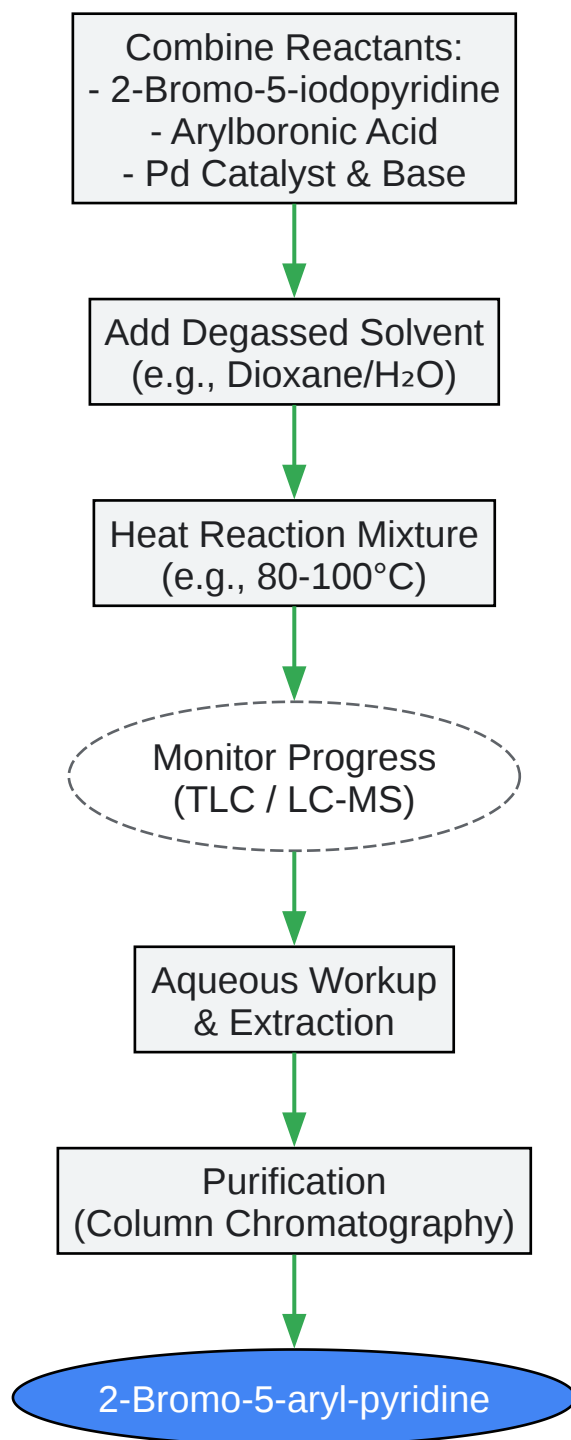 Combine Reactants:
- 2-Bromo-5-iodopyridine
- Arylboronic Acid
- Pd Catalyst & Base
Add Degassed Solvent
(e.g., Dioxane/H₂O)
Heat Reaction Mixture
(e.g., 80-100°C)
Monitor Progress
(TLC / LC-MS)
Aqueous Workup
& Extraction
Purification
(Column Chromatography)
2-Bromo-5-aryl-pyridine